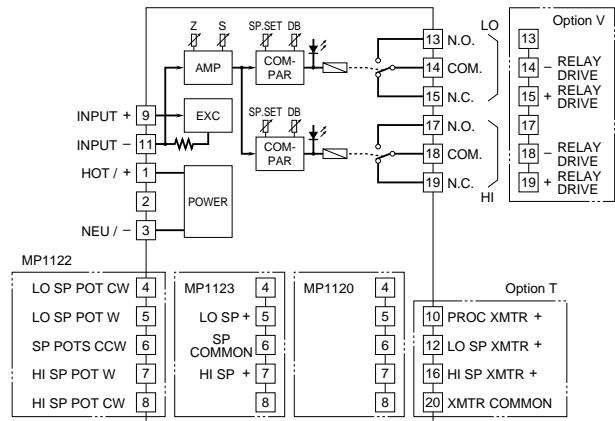 Z S SP.SET DB LO Option V
13 N.O. 13
AMP COM-
PAR 14 COM. 14 – RELAY
DRIVE
15 N.C. 15 + RELAY
DRIVE
INPUT + 9 EXC SP.SET DB 17 N.O. 17
INPUT – 11 COM-
PAR 18 COM. 18 – RELAY
DRIVE
HOT / + 1 19 N.C. 19 + RELAY
DRIVE
HI
2 POWER
NEU / – 3
MP1122
LO SP POT CW 4
LO SP POT W 5
SP POTS CCW 6
HI SP POT W 7
HI SP POT CW 8
MP1123 4
LO SP + 5
SP
COMMON 6
HI SP + 7
8
MP1120 4
5
6
7
8
Option T
10 PROC XMTR +
12 LO SP XMTR +
16 HI SP XMTR +
20 XMTR COMMON